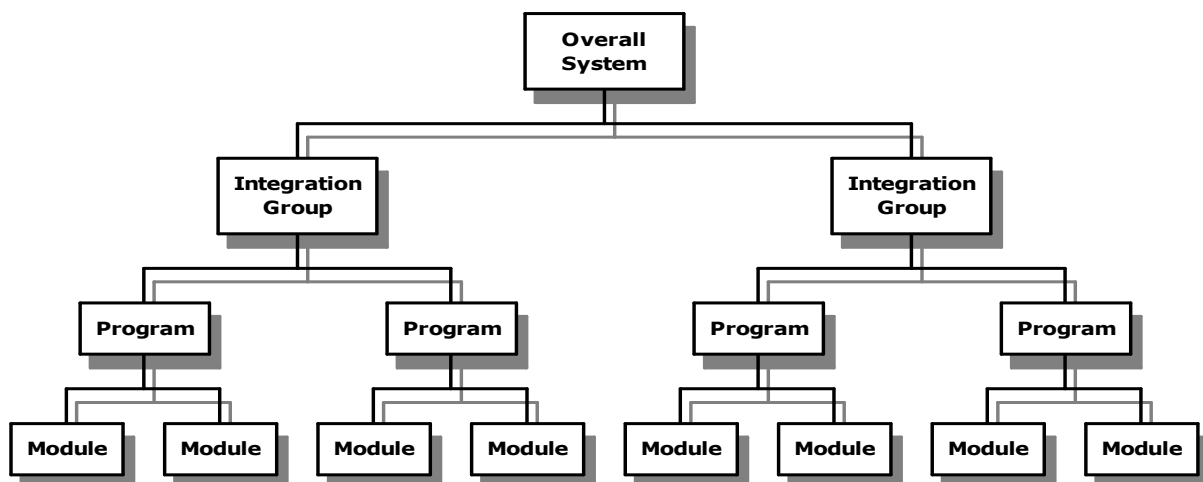 Overall
System
Integration
Group
Integration
Group
Program
Program
Program
Program
Module
Module
Module
Module
Module
Module
Module
Module